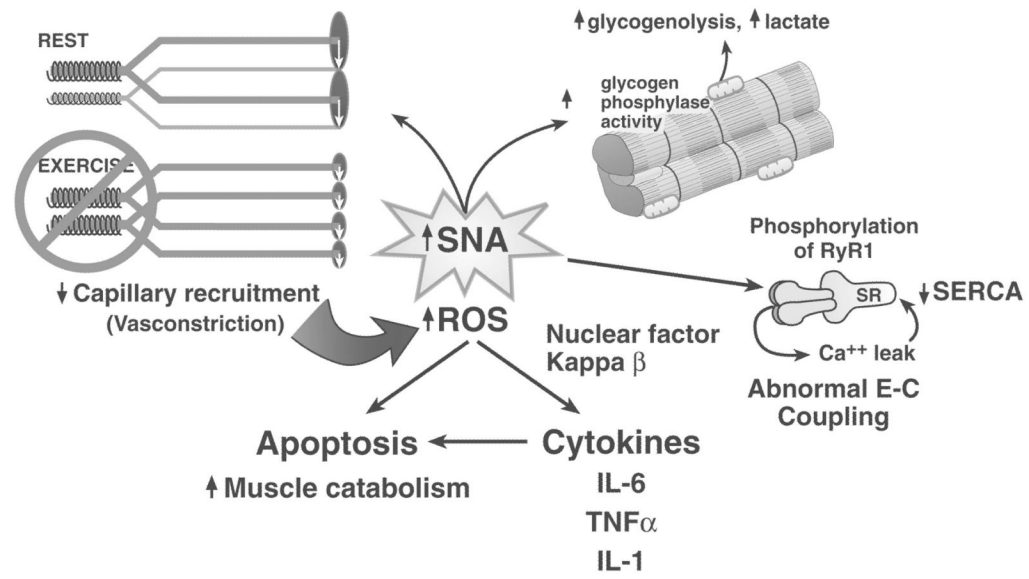 REST
EXERCISE
↓ Capillary recruitment
(Vasconstriction)
↑ glycogenolysis, ↑ lactate
↑ glycogen
phosphylase
activity
↑ SNA
↑ ROS
Phosphorylation
of RyR1
SR
↓ SERCA
Ca⁺⁺ leak
Abnormal E-C
Coupling
Nuclear factor
Kappa β
Apoptosis
↑ Muscle catabolism
Cytokines
IL-6
TNFα
IL-1